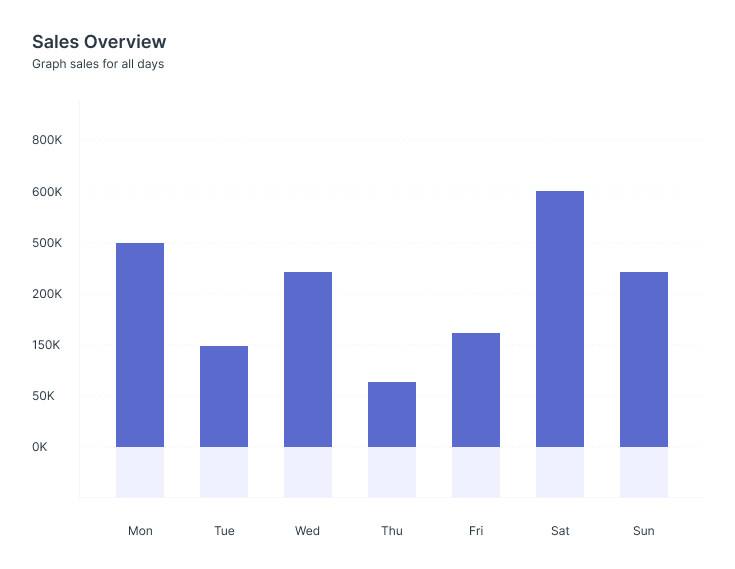 Sales Overview
Graph sales for all days
800K
600K
500K
200K
150K
50K
0K
Mon Tue Wed Thu Fri Sat Sun